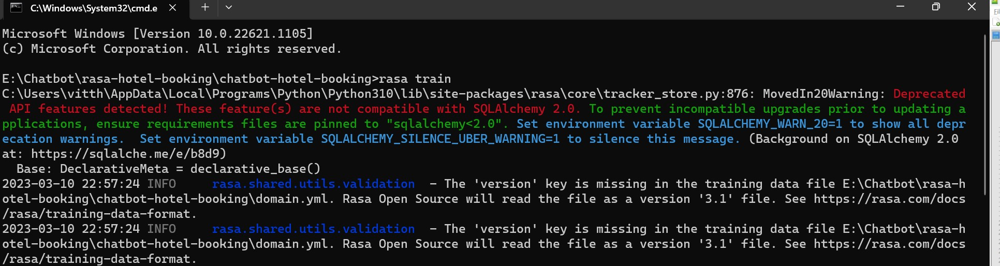 C:\Windows\System32\cmd.e
Microsoft Windows [Version 10.0.22621.1105]
(c) Microsoft Corporation. All rights reserved.
E:\Chatbot\rasa-hotel-booking\chatbot-hotel-booking>rasa train
C:\Users\vitth\AppData\Local\Programs\Python\Python310\lib\site-packages\rasa\core\tracker_store.py:876: MovedIn20Warning: Deprecated
API features detected! These feature(s) are not compatible with SQLAlchemy 2.0. To prevent incompatible upgrades prior to updating a
pplications, ensure requirements files are pinned to "sqlalchemy<2.0". Set environment variable SQLALCHEMY_WARN_20=1 to show all depr
ecation warnings.  Set environment variable SQLALCHEMY_SILENCE_UBER_WARNING=1 to silence this message. (Background on SQLAlchemy 2.0
at: https://sqlalche.me/e/b8d9)
  Base: DeclarativeMeta = declarative_base()
2023-03-10 22:57:24 INFO     rasa.shared.utils.validation  - The 'version' key is missing in the training data file E:\Chatbot\rasa-h
otel-booking\chatbot-hotel-booking\domain.yml. Rasa Open Source will read the file as a version '3.1' file. See https://rasa.com/docs
/rasa/training-data-format.
2023-03-10 22:57:24 INFO     rasa.shared.utils.validation  - The 'version' key is missing in the training data file E:\Chatbot\rasa-h
otel-booking\chatbot-hotel-booking\domain.yml. Rasa Open Source will read the file as a version '3.1' file. See https://rasa.com/docs
/rasa/training-data-format.